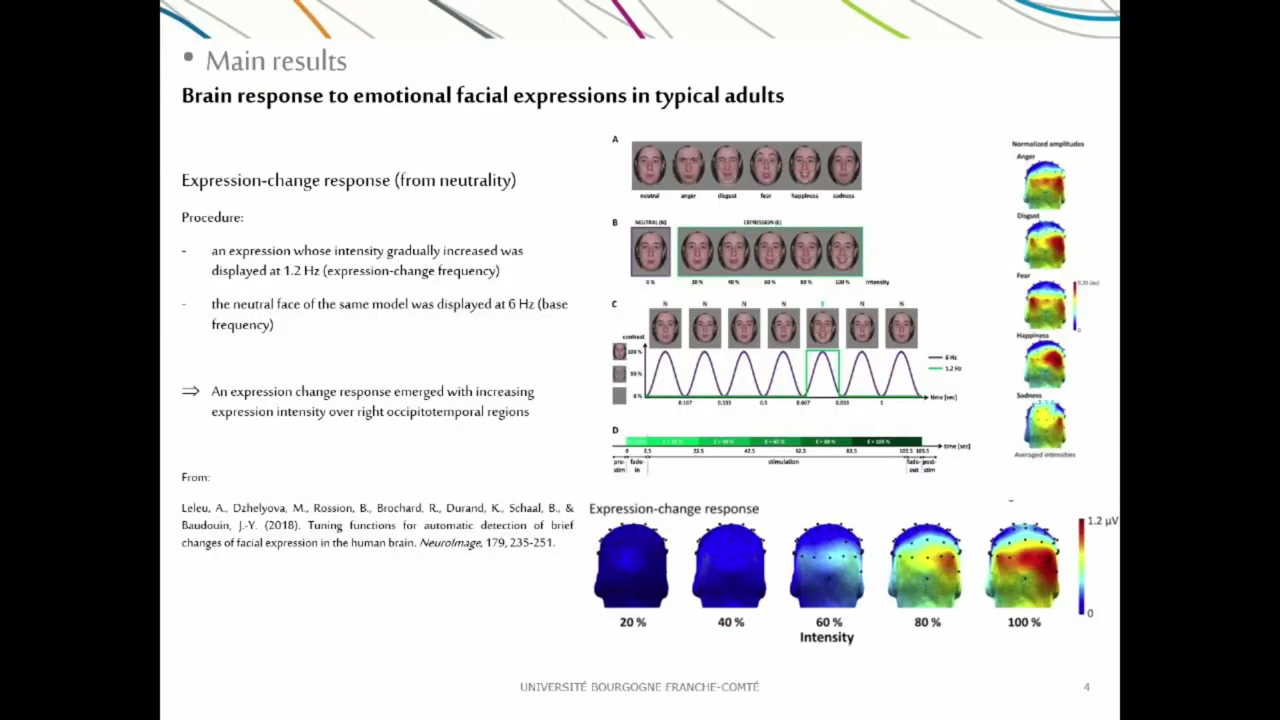 • Main results
Brain response to emotional facial expressions in typical adults
Expression-change response (from neutrality)
Procedure:
- an expression whose intensity gradually increased was
displayed at 1.2 Hz (expression-change frequency)
- the neutral face of the same model was displayed at 6 Hz (base
frequency)
⇒ An expression change response emerged with increasing
expression intensity over right occipitotemporal regions
From:
Leleu, A., Dzhelyova, M., Rossion, B., Brochard, R., Durand, K., Schaal, B., &
Baudouin, J.-Y. (2018). Tuning functions for automatic detection of brief
changes of facial expression in the human brain. NeuroImage, 179, 235-251.
A
neutral anger disgust fear happiness sadness
B NEUTRAL (N) EXPRESSION (E)
0 % 20 % 40 % 60 % 80 % 100 % Intensity
C N N N N E N N
contrast
100 %
50 %
0 %
6 Hz
1.2 Hz
0.167 0.333 0.5 0.667 0.833 1 time [sec]
D
E = 40 % E = 60 % E = 80 % E = 100 % time [sec]
0 2.5 22.5 42.5 62.5 82.5 102.5 103.5
pre-stim fade-in stimulation fade-out post-stim
Normalized amplitudes
Anger
Disgust
Fear
0
Happiness
Sadness
Averaged intensities
Expression-change response
1.2 µV
0
20 % 40 % 60 % 80 % 100 %
Intensity
UNIVERSITÉ BOURGOGNE FRANCHE-COMTÉ
4